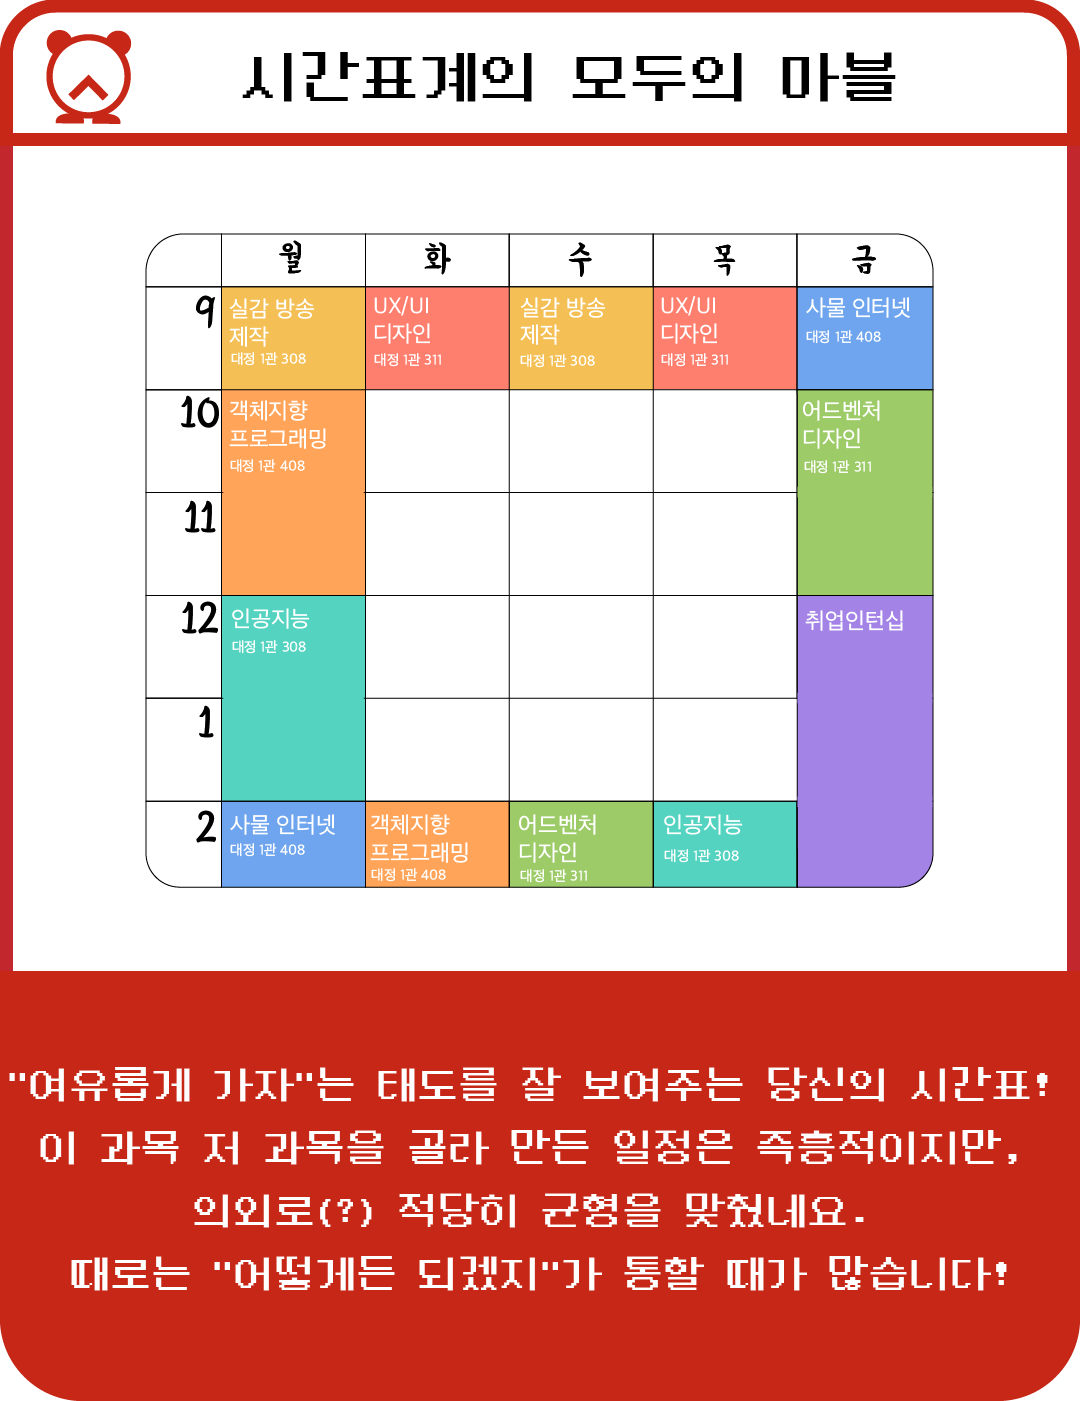 시간표계의 모두의 마블
월 화 수 목 금
9
실감 방송
제작
대정 1관 308
UX/UI
디자인
대정 1관 311
실감 방송
제작
대정 1관 308
UX/UI
디자인
대정 1관 311
사물 인터넷
대정 1관 408
10
객체지향
프로그래밍
대정 1관 408
어드벤처
디자인
대정 1관 311
11
12
인공지능
대정 1관 308
취업인턴십
1
2
사물 인터넷
대정 1관 408
객체지향
프로그래밍
대정 1관 408
어드벤처
디자인
대정 1관 311
인공지능
대정 1관 308
"여유롭게 가자"는 태도를 잘 보여주는 당신의 시간표!
이 과목 저 과목을 골라 만든 일정은 즉흥적이지만,
의외로(?) 적당히 균형을 맞췄네요.
때로는 "어떻게든 되겠지"가 통할 때가 많습니다!